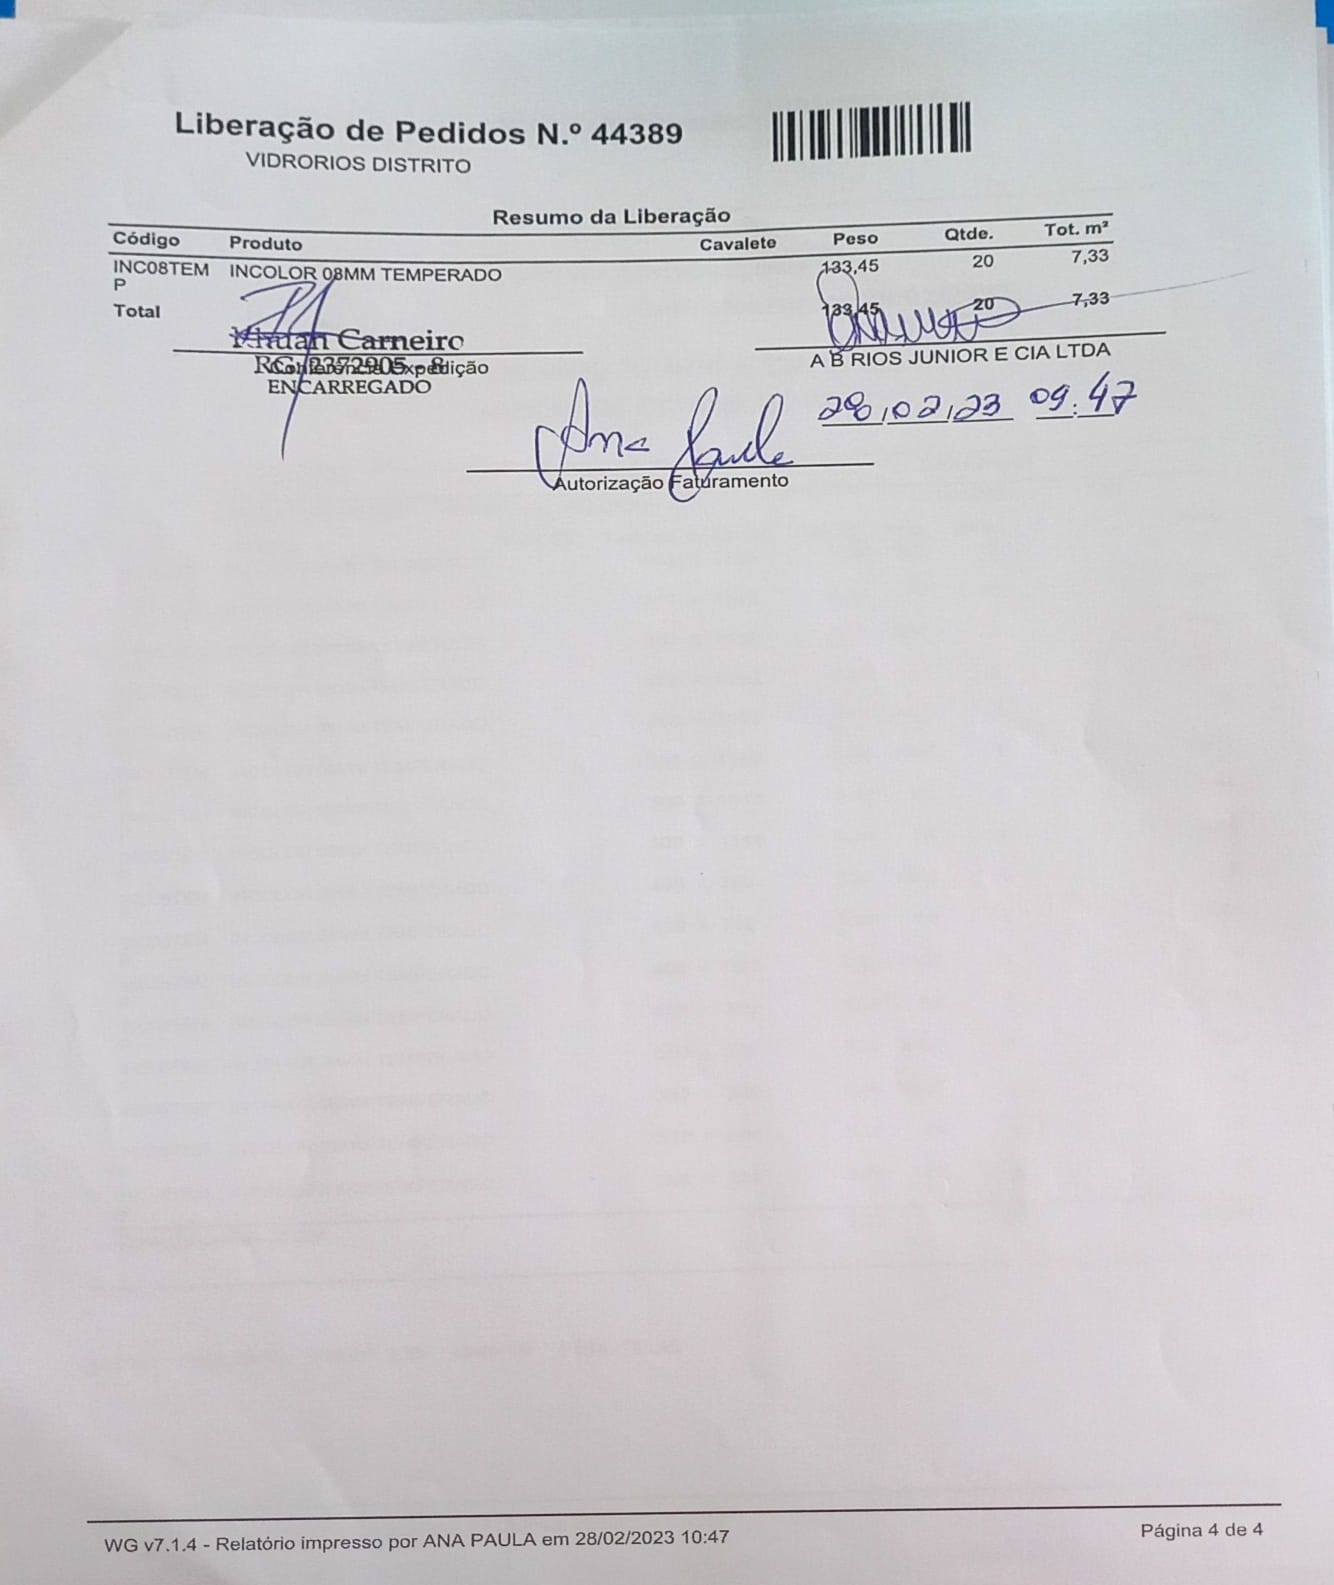 Liberação de Pedidos N.º 44389
VIDRORIOS DISTRITO
Resumo da Liberação
Código Produto Cavalete Peso Qtde. Tot. m²
INC08TEM INCOLOR 08MM TEMPERADO 133,45 20 7,33
P
Total 133,45 20 7,33
Carneiro
Conferência Expedição
RG: 2372905 - 8
ENCARREGADO
A B RIOS JUNIOR E CIA LTDA
28/02/23 09:47
Ana Paula
Autorização Faturamento
WG v7.1.4 - Relatório impresso por ANA PAULA em 28/02/2023 10:47
Página 4 de 4